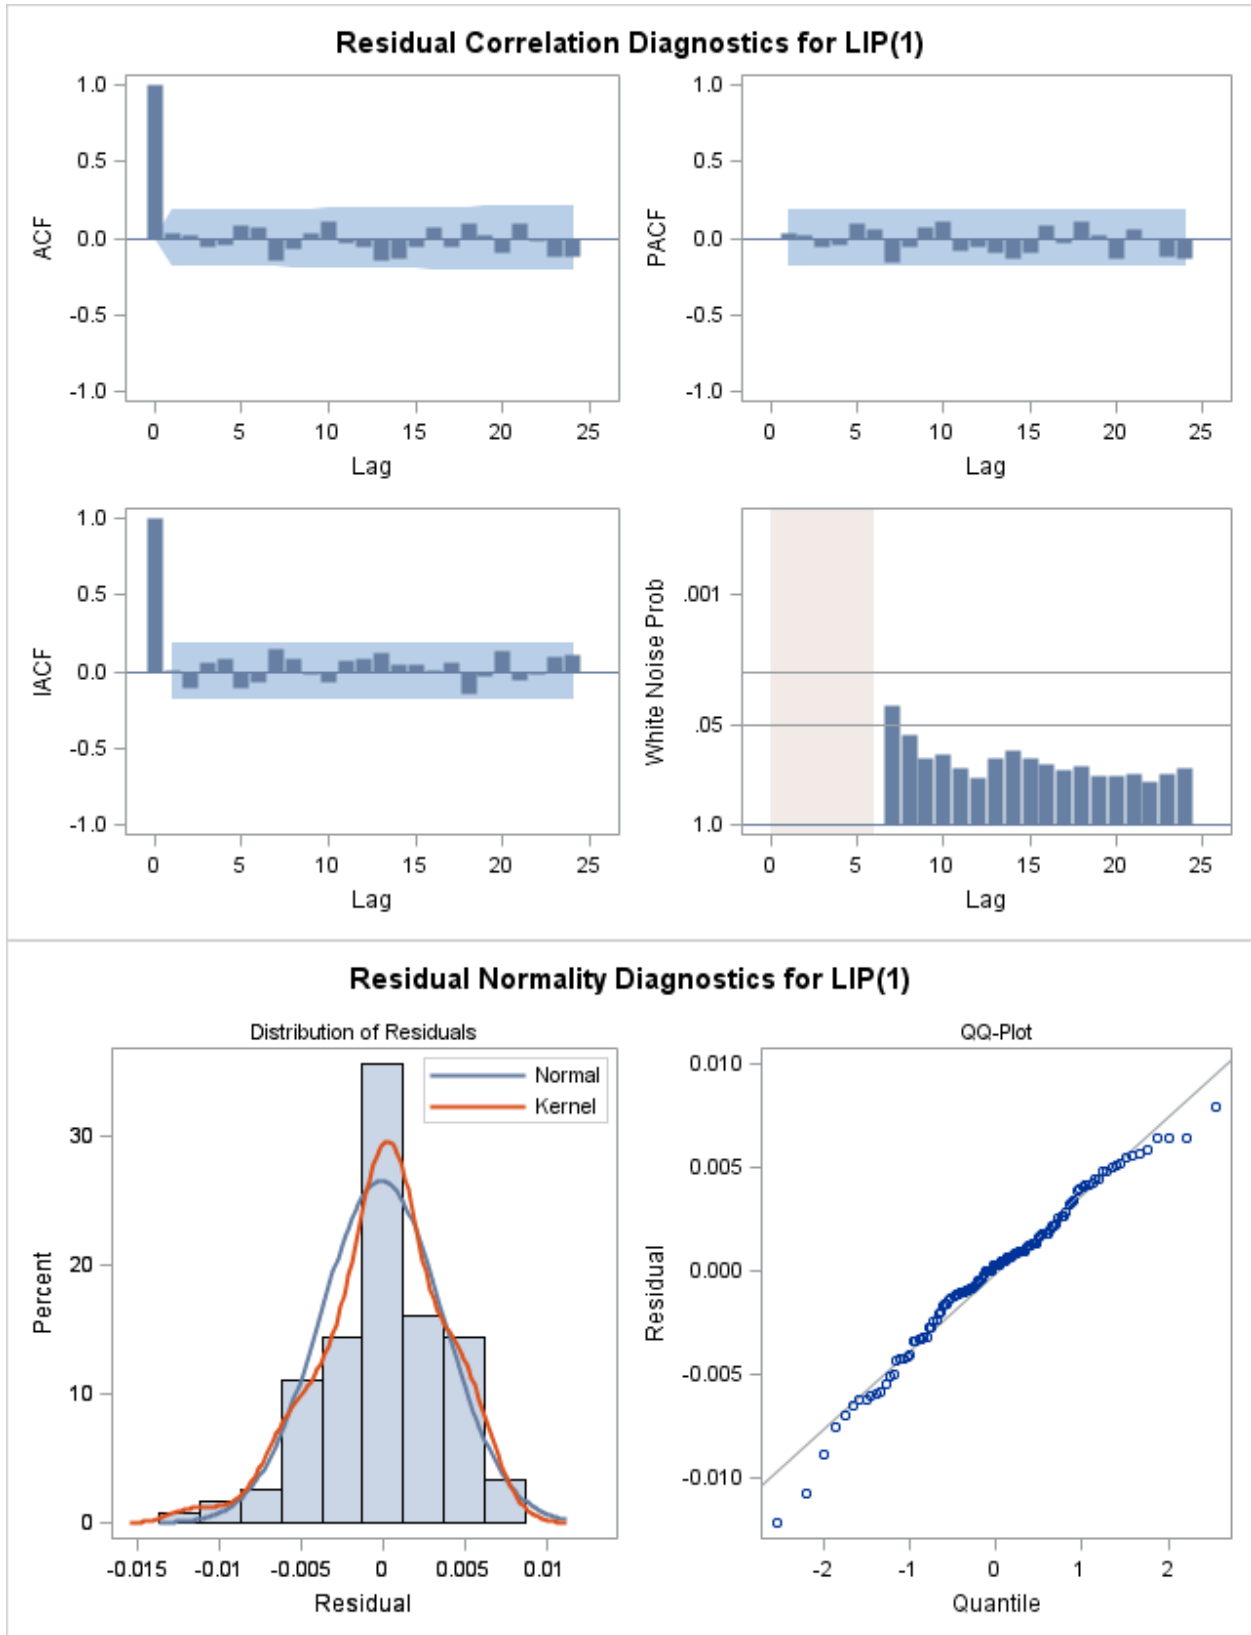 Residual Correlation Diagnostics for LIP(1)
1.0
0.5
0.0
-0.5
-1.0
ACF
0 5 10 15 20 25
Lag
1.0
0.5
0.0
-0.5
-1.0
PACF
0 5 10 15 20 25
Lag
1.0
0.5
0.0
-0.5
-1.0
IACF
0 5 10 15 20 25
Lag
.001
.05
1.0
White Noise Prob
0 5 10 15 20 25
Lag
Residual Normality Diagnostics for LIP(1)
Distribution of Residuals
Normal
Kernel
30
20
10
0
Percent
-0.015 -0.01 -0.005 0 0.005 0.01
Residual
QQ-Plot
0.010
0.005
0.000
-0.005
-0.010
Residual
-2 -1 0 1 2
Quantile